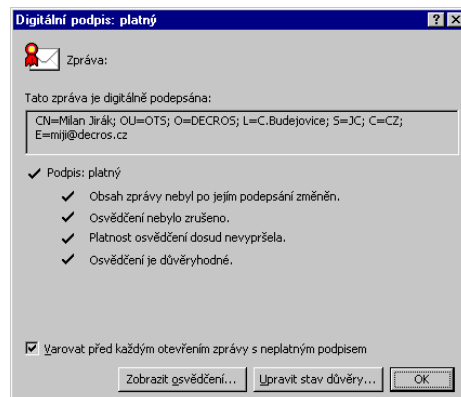 Digitální podpis: platný
Zpráva:
Tato zpráva je digitálně podepsána:
CN=Milan Jirák; OU=OTS; O=DECROS; L=C.Budejovice; S=JC; C=CZ;
E=miji@decros.cz
Podpis: platný
Obsah zprávy nebyl po jejím podepsání změněn.
Osvědčení nebylo zrušeno.
Platnost osvědčení dosud nevypršela.
Osvědčení je důvěryhodné.
Varovat před každým otevřením zprávy s neplatným podpisem
Zobrazit osvědčení... Upravit stav důvěry... OK